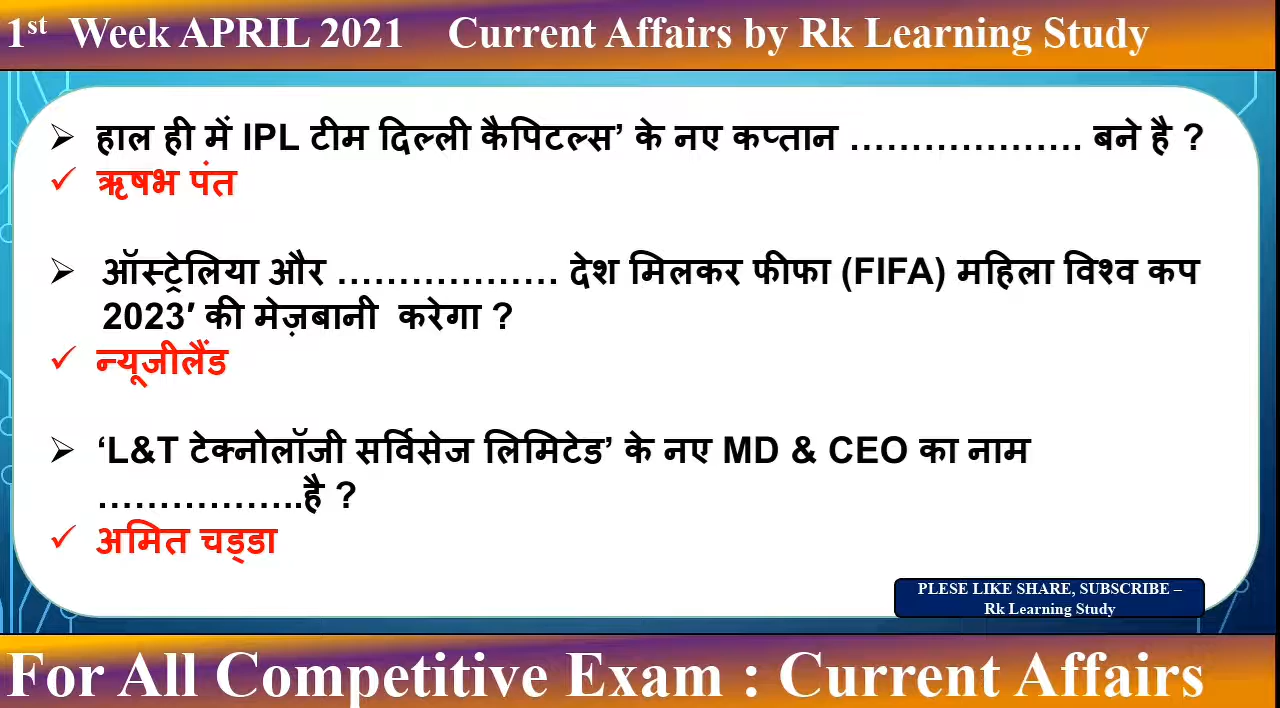 1st Week APRIL 2021 Current Affairs by Rk Learning Study
➢ हाल ही में IPL टीम दिल्ली कैपिटल्स’ के नए कप्तान ………………. बने है ?
✓ ऋषभ पंत
➢ ऑस्ट्रेलिया और ……………… देश मिलकर फीफा (FIFA) महिला विश्व कप
2023′ की मेज़बानी करेगा ?
✓ न्यूजीलैंड
➢ ‘L&T टेक्नोलॉजी सर्विसेज लिमिटेड’ के नए MD & CEO का नाम
……………..है ?
✓ अमित चड्डा
PLESE LIKE SHARE, SUBSCRIBE –
Rk Learning Study
For All Competitive Exam : Current Affairs